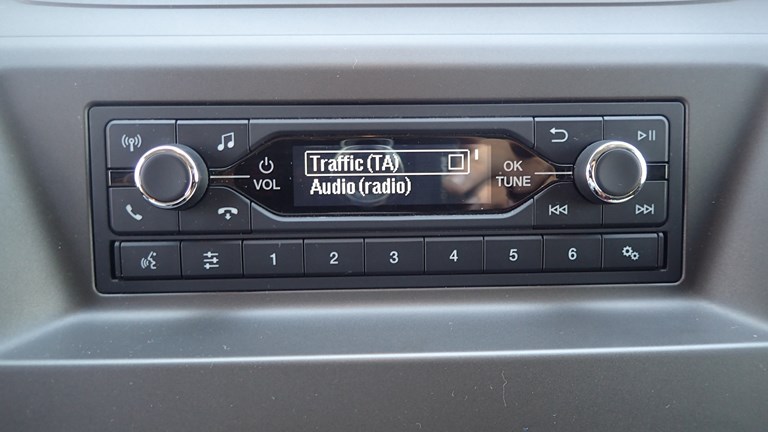 Traffic (TA)
Audio (radio)
VOL
OK
TUNE
1 2 3 4 5 6